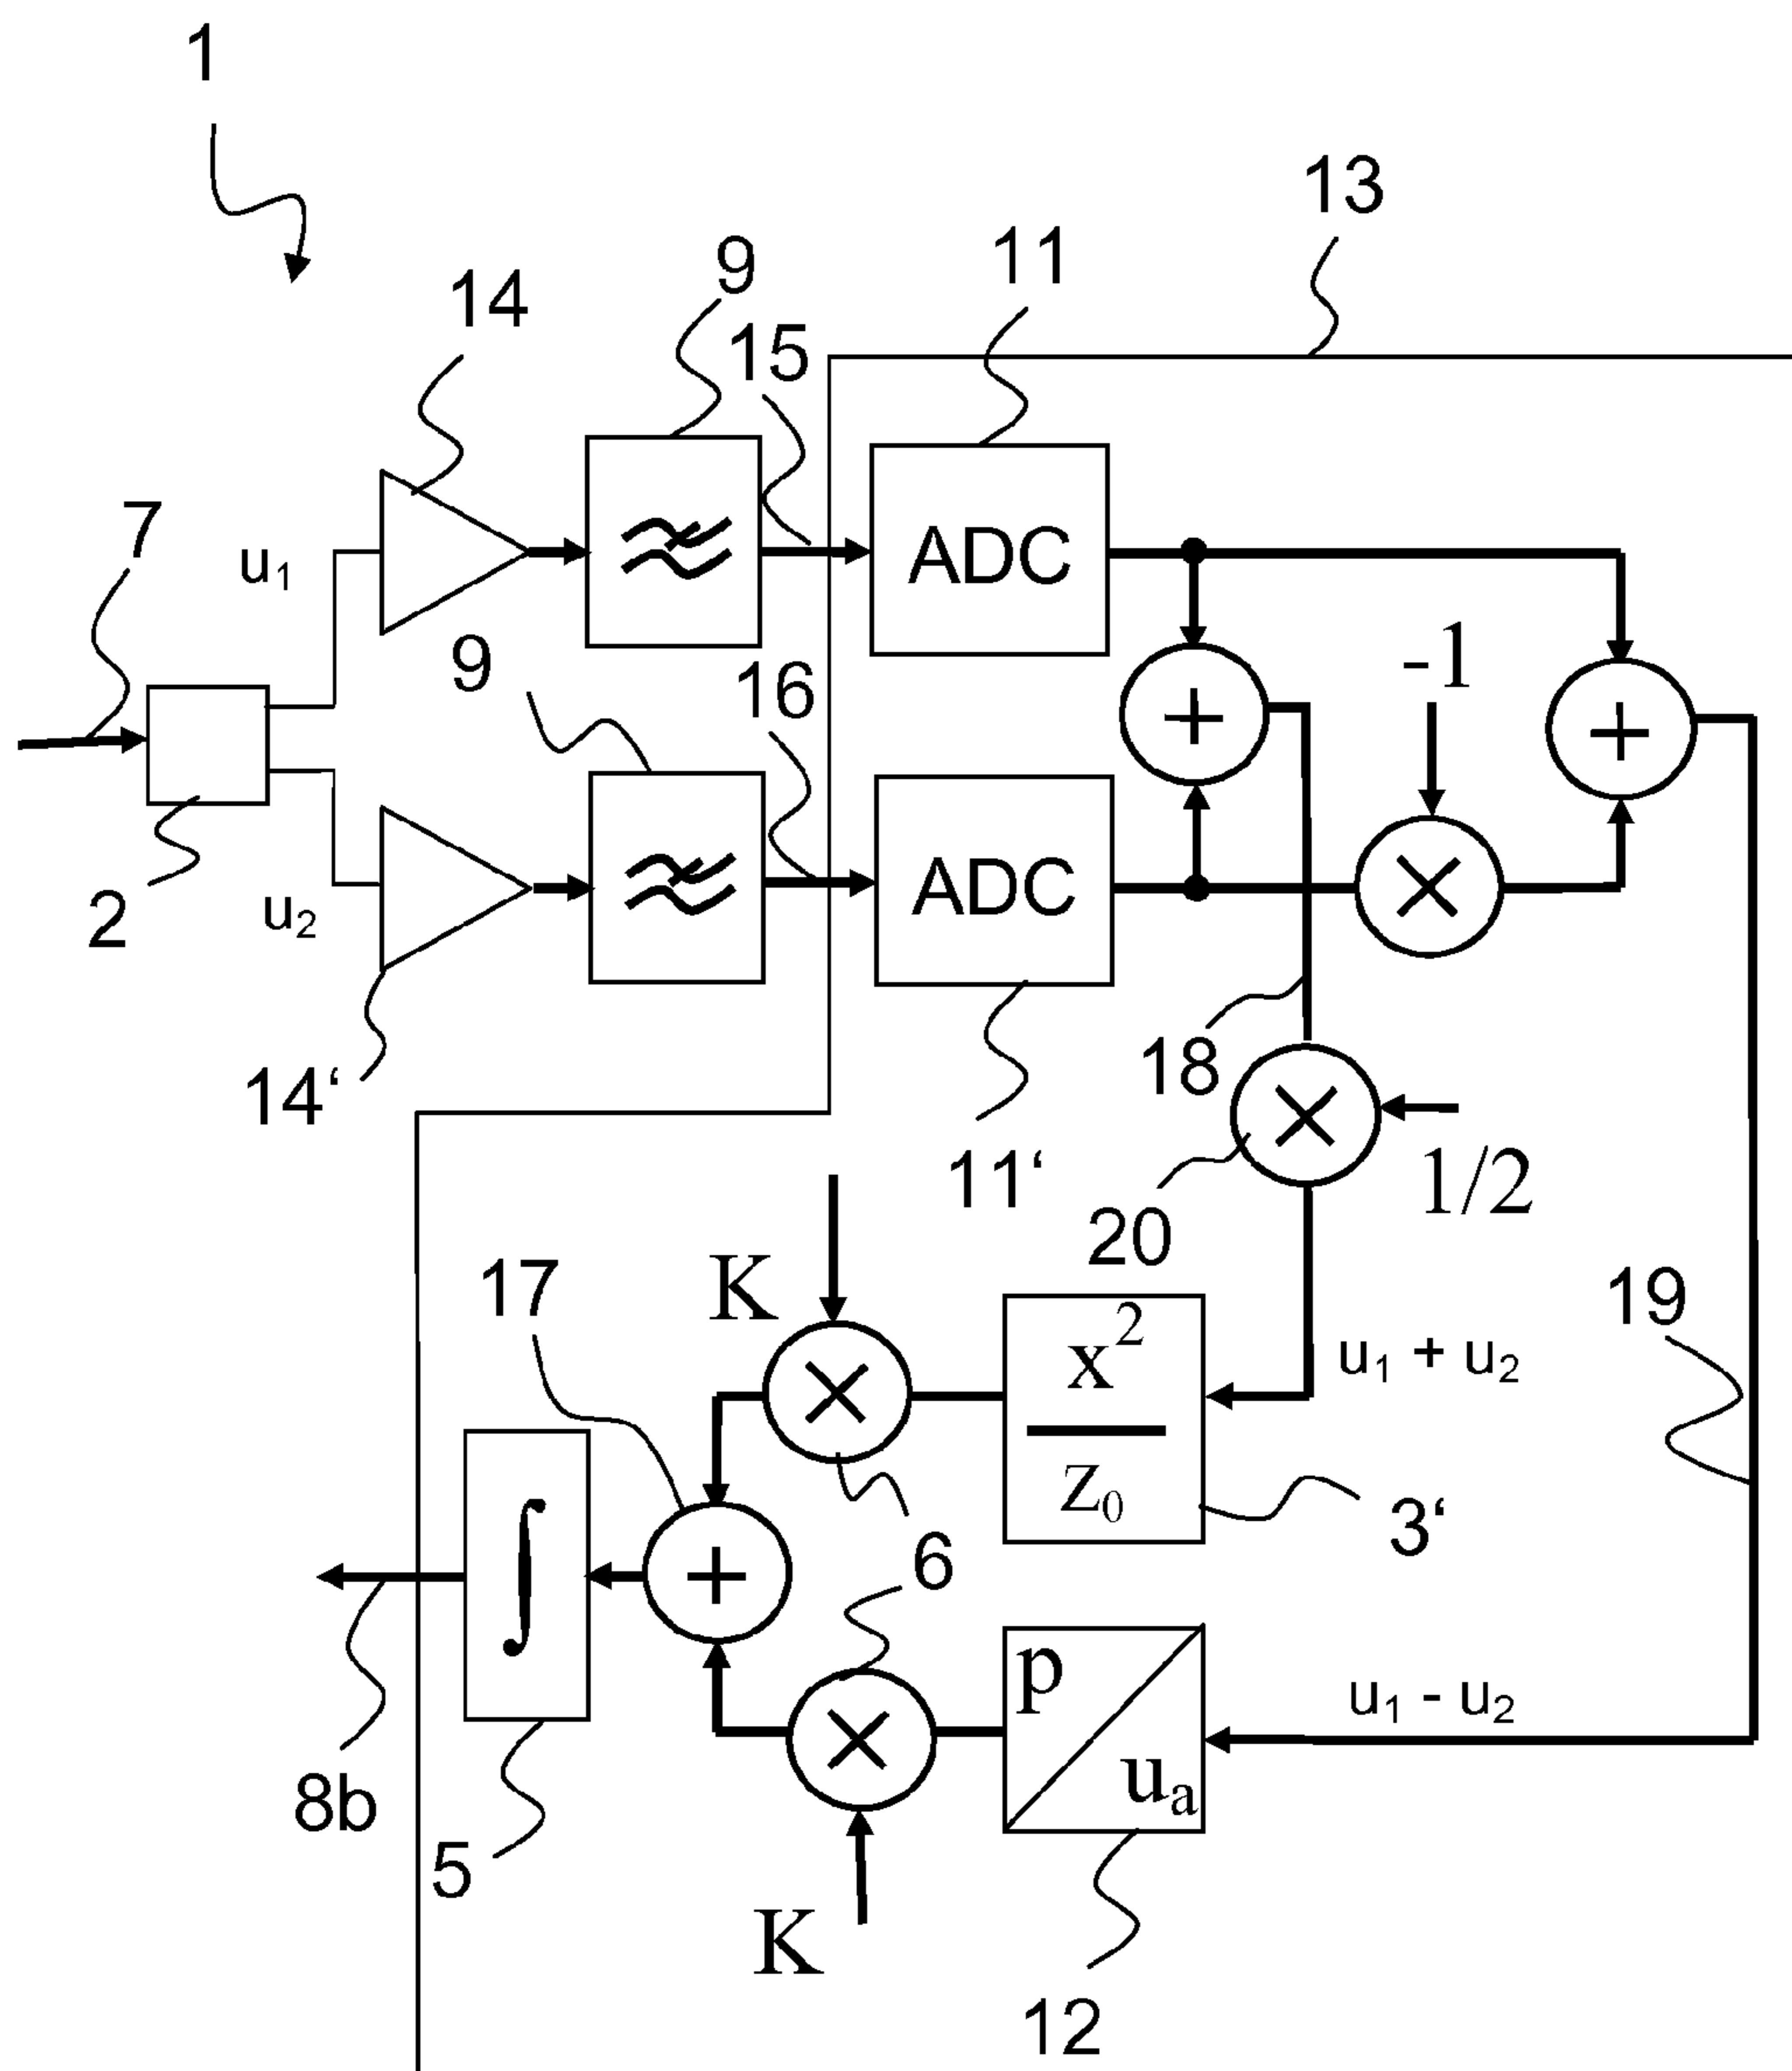 1
13
11
9
14
15
7
u₁
ADC
9
16
-1
+
+
×
2
u₂
ADC
14‘
18
×
11‘
20
1/2
17
K
×
x²
Z₀
u₁ + u₂
19
3‘
∫
+
6
×
p
uₐ
u₁ - u₂
8b
5
K
12